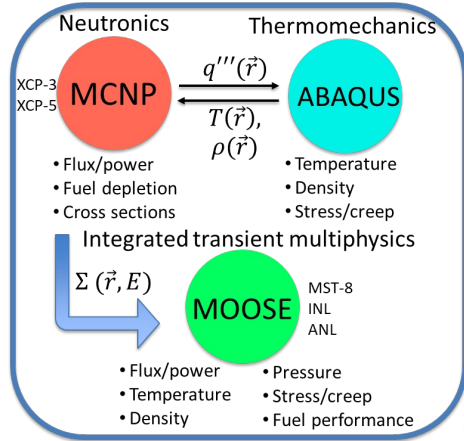 Neutronics
Thermomechanics
XCP-3
XCP-5
MCNP
q'''(r⃗)
T(r⃗),
ρ(r⃗)
ABAQUS
• Flux/power
• Fuel depletion
• Cross sections
• Temperature
• Density
• Stress/creep
Integrated transient multiphysics
Σ (r⃗, E)
MOOSE
MST-8
INL
ANL
• Flux/power
• Temperature
• Density
• Pressure
• Stress/creep
• Fuel performance